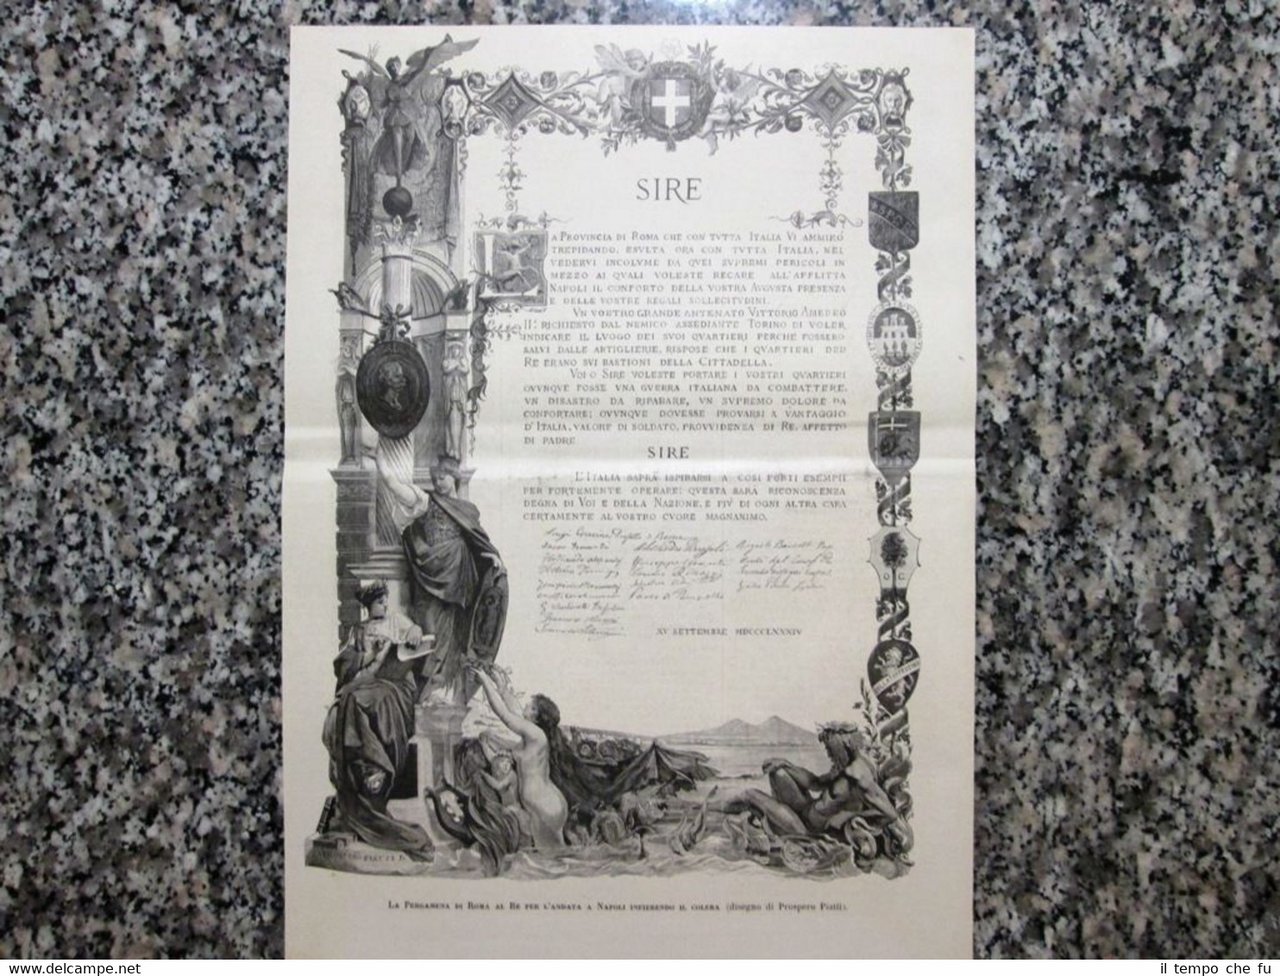 SIRE
LA PROVINCIA DI ROMA CHE CON TVTTA ITALIA VI AMMIRÒ
TREPIDANDO, ESVLTA ORA CON TVTTA ITALIA, NEL
VEDERVI INCOLVME DA QVEI SVPREMI PERICOLI IN
MEZZO AI QVALI VOLESTE RECARE ALL'AFFLITTA
NAPOLI IL CONFORTO DELLA VOSTRA AVGVSTA PRESENZA
E DELLE VOSTRE REGALI SOLLECITVDINI.
VN VOSTRO GRANDE ANTENATO VITTORIO AMEDEO
II: RICHIESTO DAL NEMICO ASSEDIANTE TORINO DI VOLER
INDICARE IL LVOGO DEI SVOI QVARTIERI PERCHÈ FOSSERO
SALVI DALLE ARTIGLIERIE, RISPOSE CHE I QVARTIERI DEL
RE ERANO SVI BASTIONI DELLA CITTADELLA.
VOI O SIRE VOLESTE PORTARE I VOSTRI QVARTIERI
OVVNQVE FOSSE VNA GVERRA ITALIANA DA COMBATTERE,
VN DISASTRO DA RIPARARE, VN SVPREMO DOLORE DA
CONFORTARE; OVVNQVE DOVESSE PROVARSI A VANTAGGIO
D'ITALIA, VALORE DI SOLDATO, PROVVIDENZA DI RE, AFFETTO
DI PADRE
SIRE
L'ITALIA SAPRÀ ISPIRARSI A COSÌ FORTI ESEMPII
PER FORTEMENTE OPERARE; QVESTA SARÀ RICONOSCENZA
DEGNA DI VOI E DELLA NAZIONE, E PIV DI OGNI ALTRA CARA
CERTAMENTE AL VOSTRO CVORE MAGNANIMO.
XV SETTEMBRE MDCCCLXXXIV
LA PERGAMENA DI ROMA AL RE PER L'ANDATA A NAPOLI INFIERENDO IL COLERA (disegno di Prospero Piatti).
delcampe.net
il tempo che fu